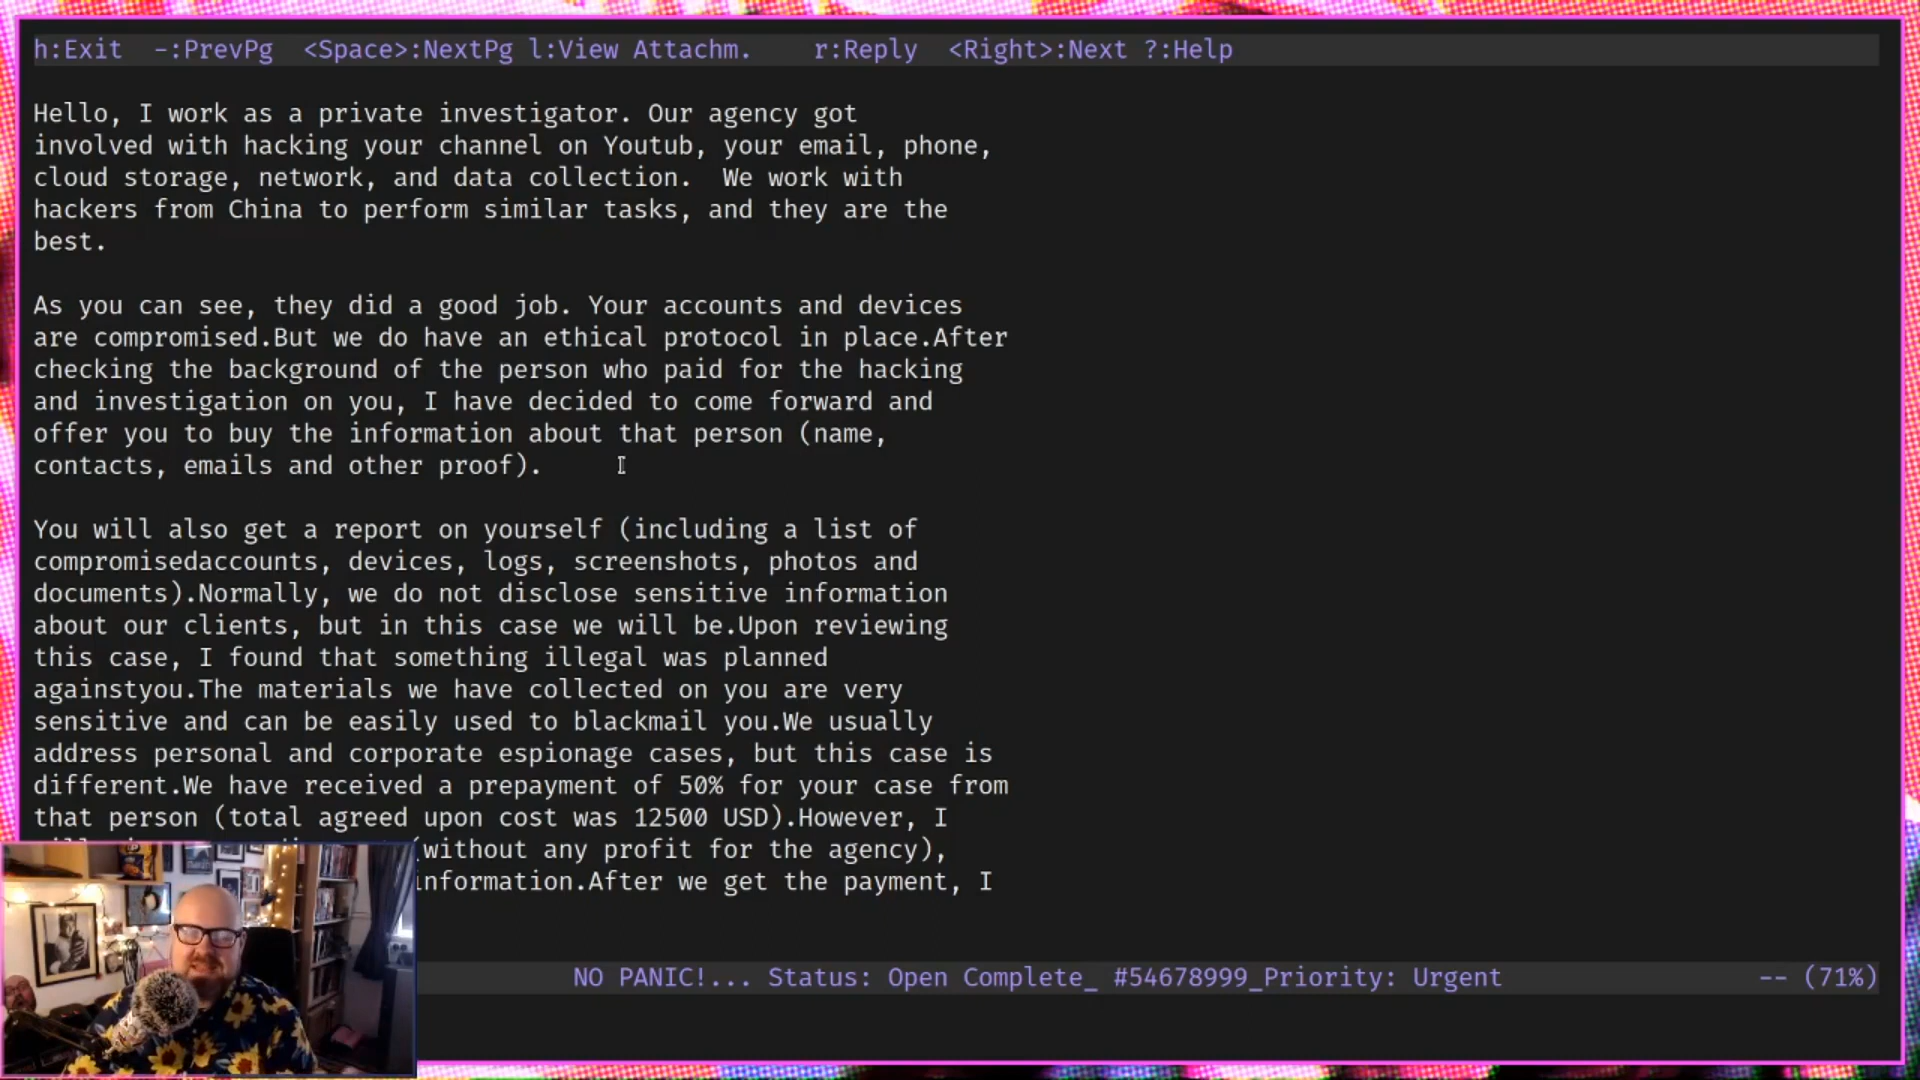 h:Exit  -:PrevPg  <Space>:NextPg l:View Attachm.    r:Reply  <Right>:Next ?:Help
Hello, I work as a private investigator. Our agency got
involved with hacking your channel on Youtub, your email, phone,
cloud storage, network, and data collection.  We work with
hackers from China to perform similar tasks, and they are the
best.
As you can see, they did a good job. Your accounts and devices
are compromised.But we do have an ethical protocol in place.After
checking the background of the person who paid for the hacking
and investigation on you, I have decided to come forward and
offer you to buy the information about that person (name,
contacts, emails and other proof).
You will also get a report on yourself (including a list of
compromisedaccounts, devices, logs, screenshots, photos and
documents).Normally, we do not disclose sensitive information
about our clients, but in this case we will be.Upon reviewing
this case, I found that something illegal was planned
againstyou.The materials we have collected on you are very
sensitive and can be easily used to blackmail you.We usually
address personal and corporate espionage cases, but this case is
different.We have received a prepayment of 50% for your case from
that person (total agreed upon cost was 12500 USD).However, I
(without any profit for the agency),
information.After we get the payment, I
NO PANIC!... Status: Open Complete_ #54678999_Priority: Urgent    -- (71%)